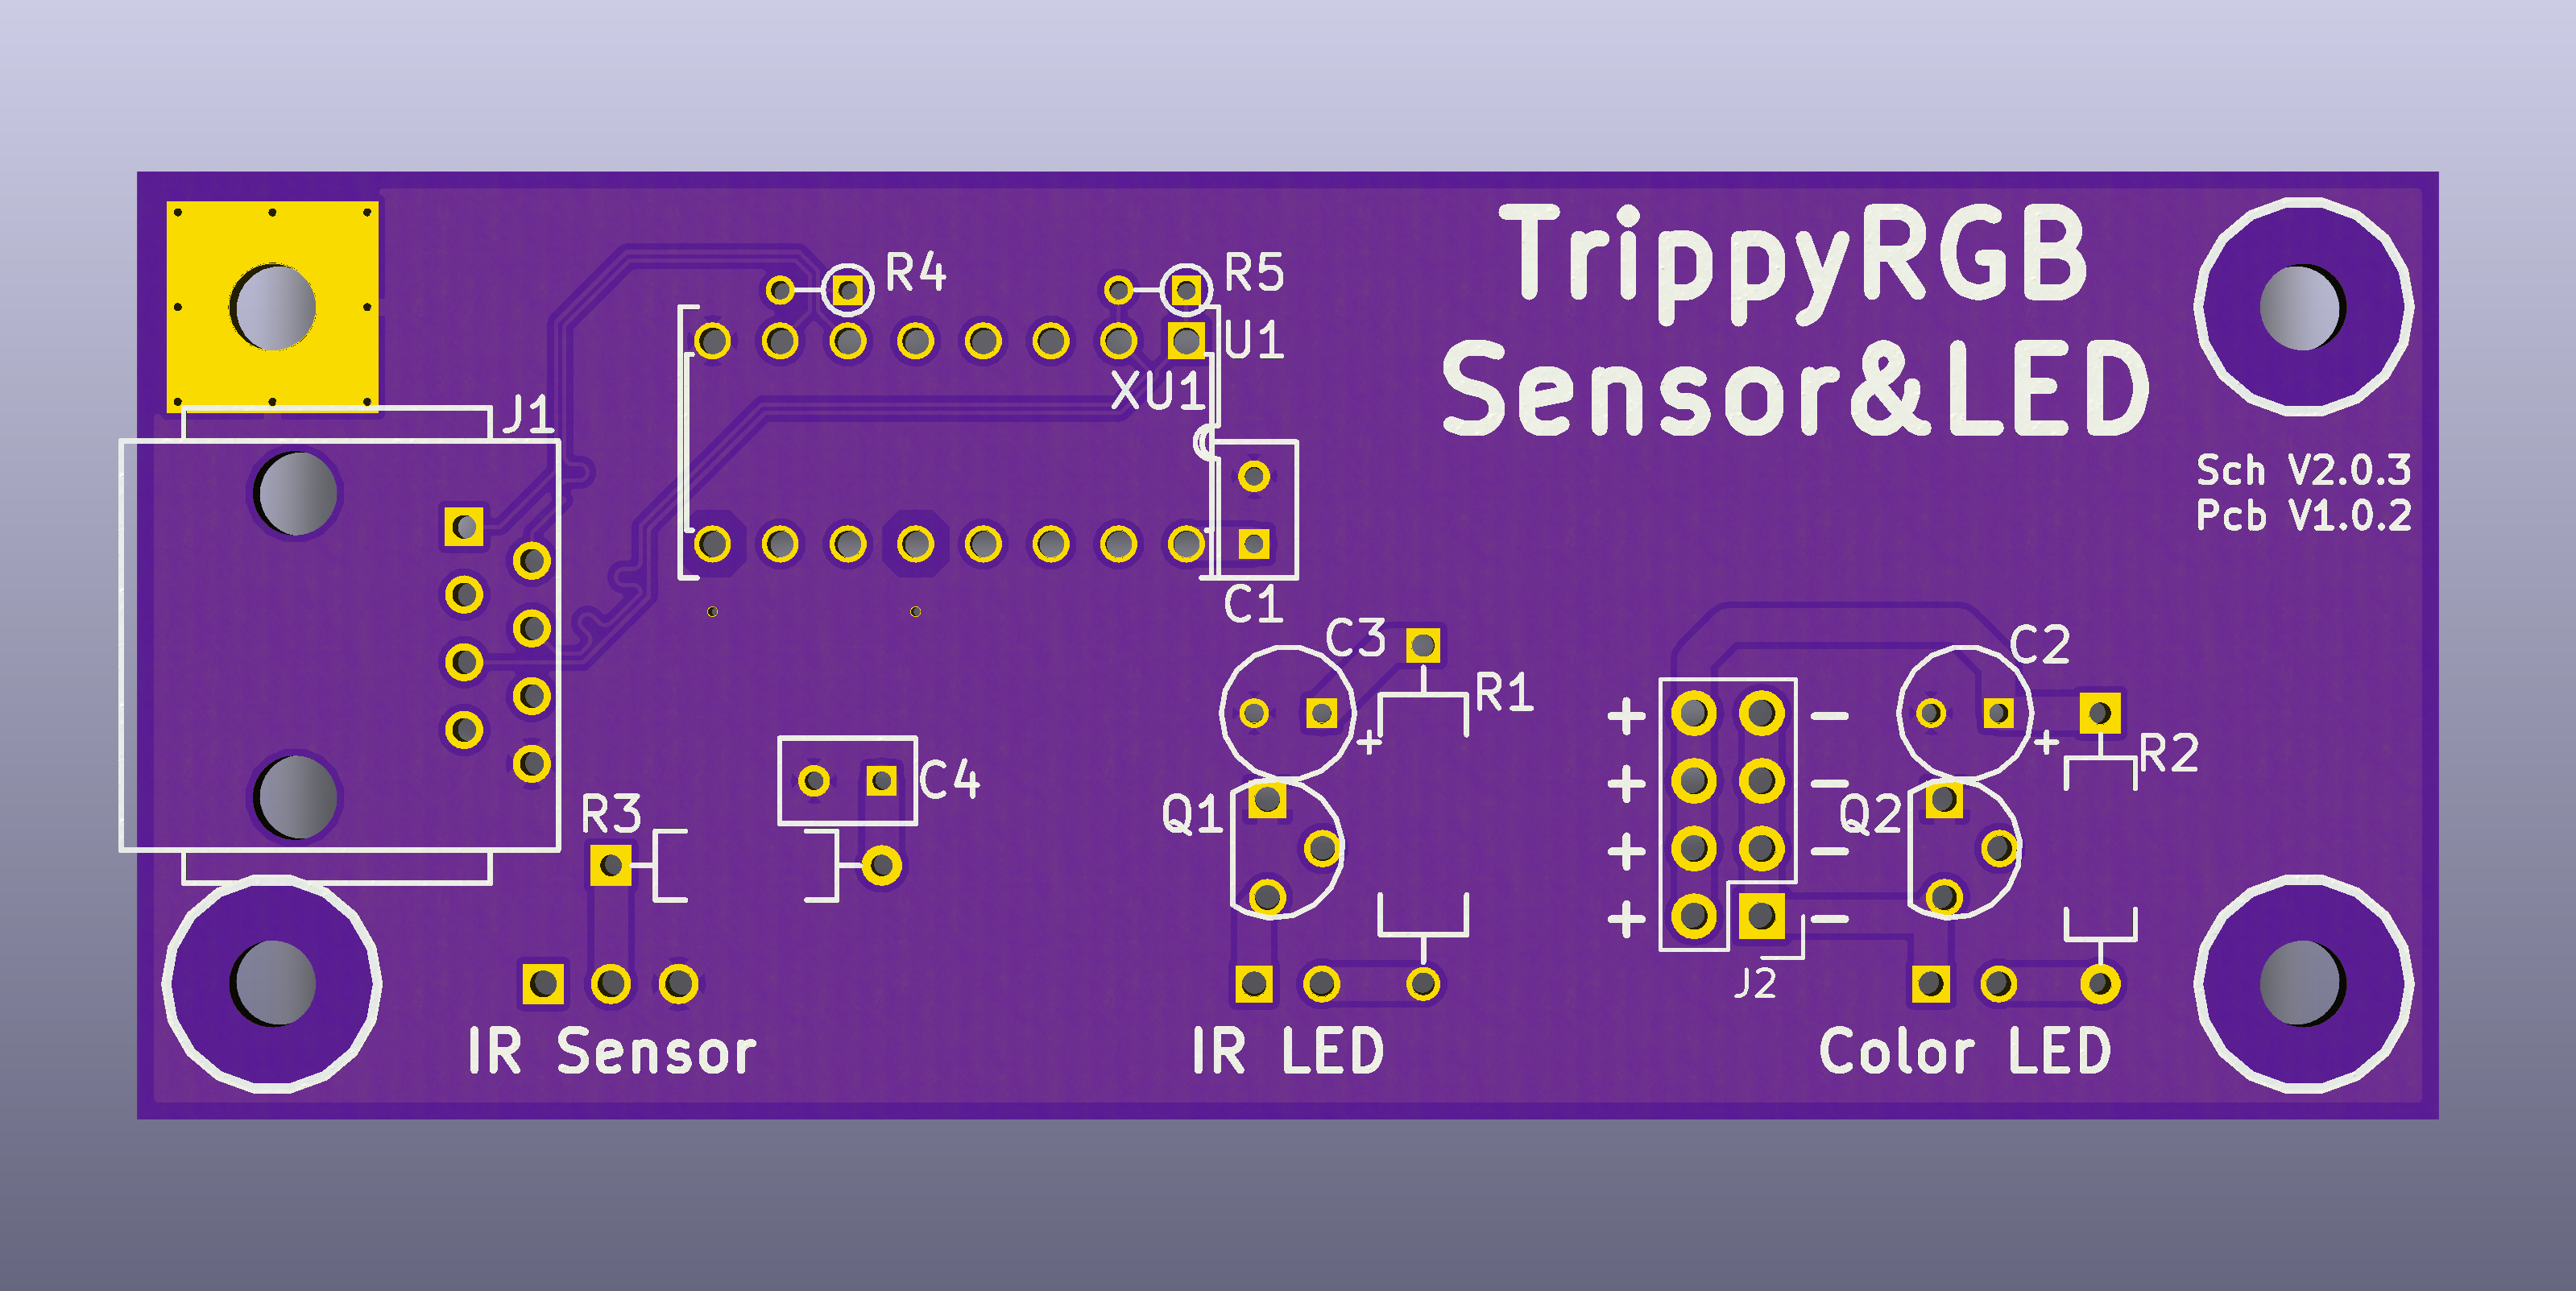 TrippyRGB
Sensor&LED
Sch V2.0.3
Pcb V1.0.2
R4
R5
U1
XU1
J1
C1
C3
C2
R1
R2
C4
R3
Q1
Q2
+ -
+ -
+ -
+ -
+
+
J2
IR Sensor
IR LED
Color LED